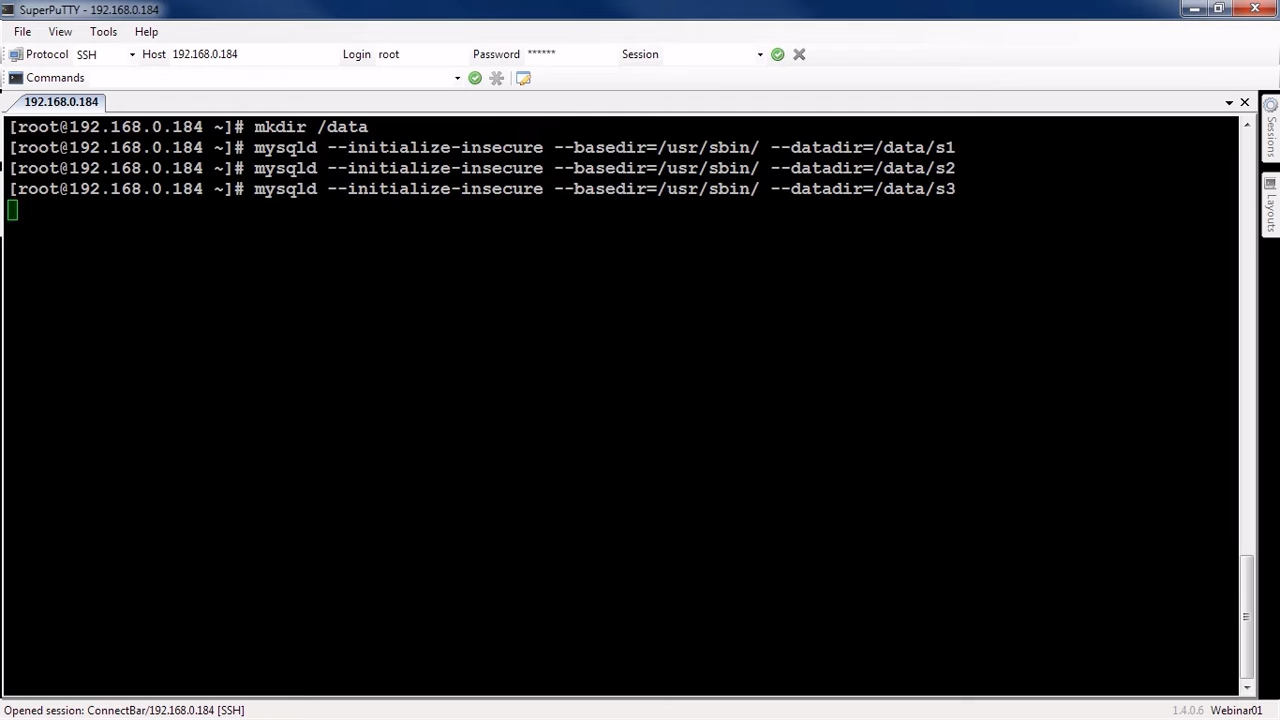 SuperPuTTY - 192.168.0.184
File View Tools Help
Protocol SSH Host 192.168.0.184 Login root Password ****** Session
Commands
192.168.0.184
[root@192.168.0.184 ~]# mkdir /data
[root@192.168.0.184 ~]# mysqld --initialize-insecure --basedir=/usr/sbin/ --datadir=/data/s1
[root@192.168.0.184 ~]# mysqld --initialize-insecure --basedir=/usr/sbin/ --datadir=/data/s2
[root@192.168.0.184 ~]# mysqld --initialize-insecure --basedir=/usr/sbin/ --datadir=/data/s3
Sessions
Layouts
Opened session: ConnectBar/192.168.0.184 [SSH] 1.4.0.6 Webinar01